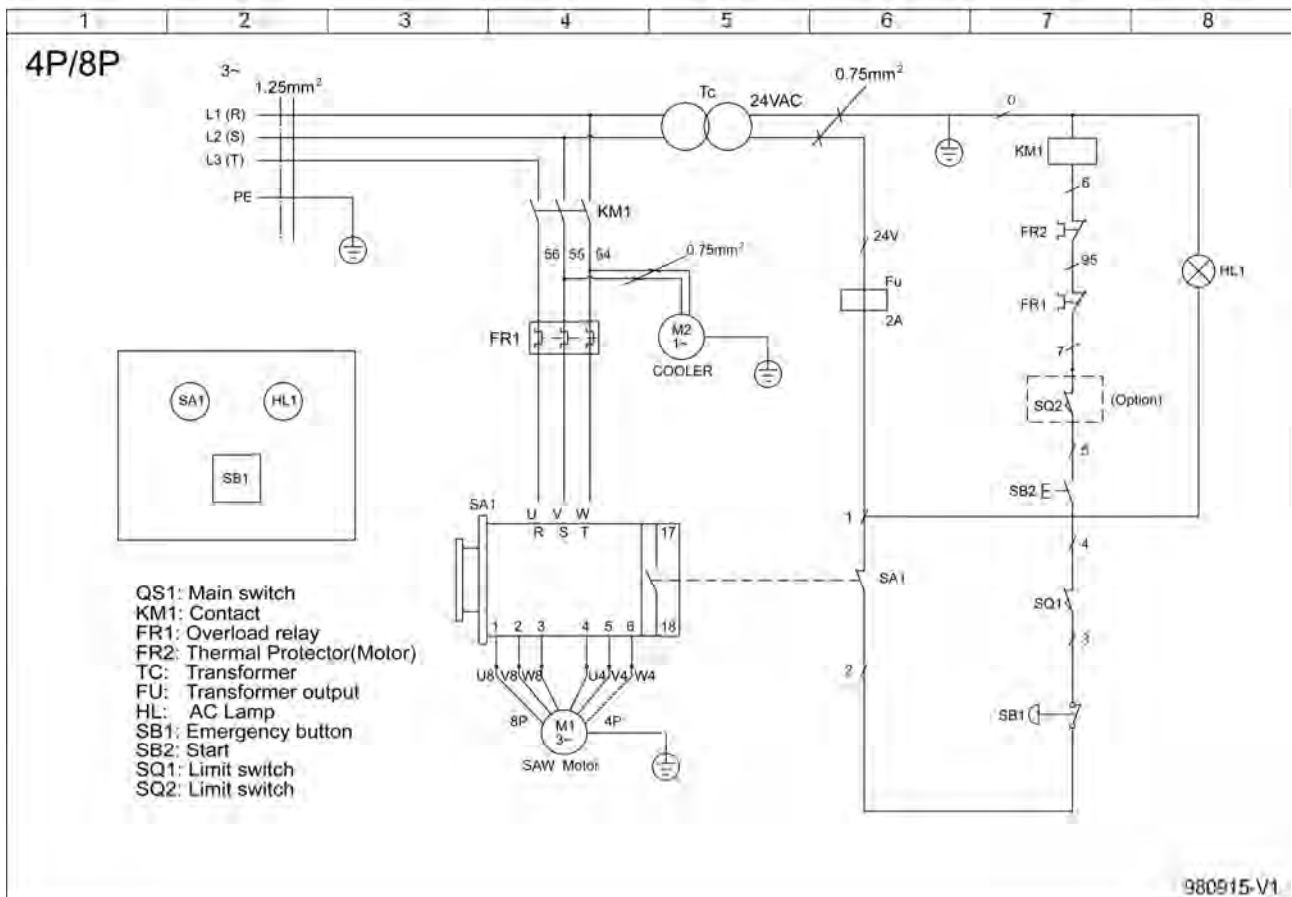 1 2 3 4 5 6 7 8
4P/8P
3~
1.25mm²
L1 (R)
L2 (S)
L3 (T)
PE
KM1
56 55 54
0.75mm²
FR1
M2
1~
COOLER
Tc
24VAC
0.75mm²
0
24V
Fu
2A
KM1
6
FR2
95
FR1
7
SQ2
(Option)
5
SB2
HL1
1
4
SA1
SQ1
3
2
SB1
SA1
HL1
SB1
SA1
U V W
R S T
17
18
1 2 3 4 5 6
U8 V8 W8 U4 V4 W4
8P
M1
3~
4P
SAW Motor
QS1: Main switch
KM1: Contact
FR1: Overload relay
FR2: Thermal Protector(Motor)
TC: Transformer
FU: Transformer output
HL: AC Lamp
SB1: Emergency button
SB2: Start
SQ1: Limit switch
SQ2: Limit switch
980915-V1